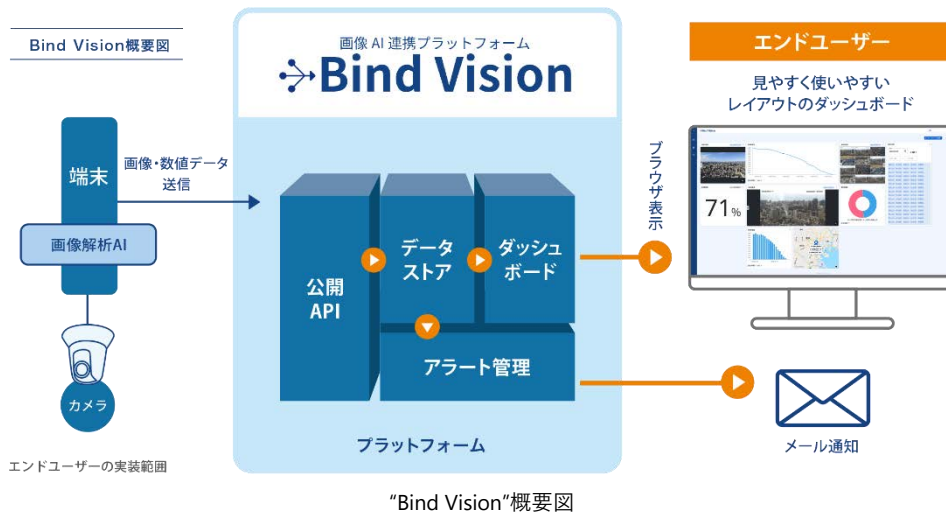 Bind Vision概要図
端末
画像・数値データ
送信
画像解析AI
カメラ
エンドユーザーの実装範囲
画像 AI 連携プラットフォーム
Bind Vision
公開
API
データ
ストア
ダッシュ
ボード
アラート管理
プラットフォーム
ブラウザ表示
エンドユーザー
見やすく使いやすい
レイアウトのダッシュボード
71%
メール通知
“Bind Vision”概要図